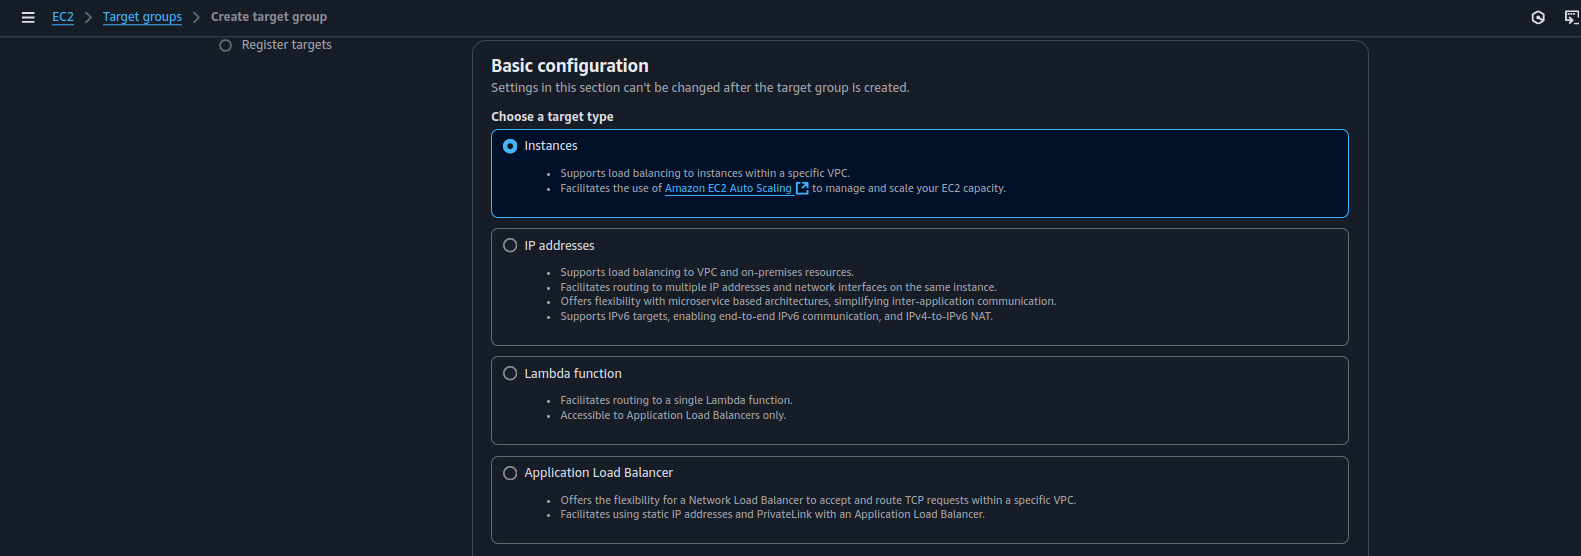 EC2 > Target groups > Create target group
Register targets
Basic configuration
Settings in this section can't be changed after the target group is created.
Choose a target type
Instances
• Supports load balancing to instances within a specific VPC.
• Facilitates the use of Amazon EC2 Auto Scaling to manage and scale your EC2 capacity.
IP addresses
• Supports load balancing to VPC and on-premises resources.
• Facilitates routing to multiple IP addresses and network interfaces on the same instance.
• Offers flexibility with microservice based architectures, simplifying inter-application communication.
• Supports IPv6 targets, enabling end-to-end IPv6 communication, and IPv4-to-IPv6 NAT.
Lambda function
• Facilitates routing to a single Lambda function.
• Accessible to Application Load Balancers only.
Application Load Balancer
• Offers the flexibility for a Network Load Balancer to accept and route TCP requests within a specific VPC.
• Facilitates using static IP addresses and PrivateLink with an Application Load Balancer.